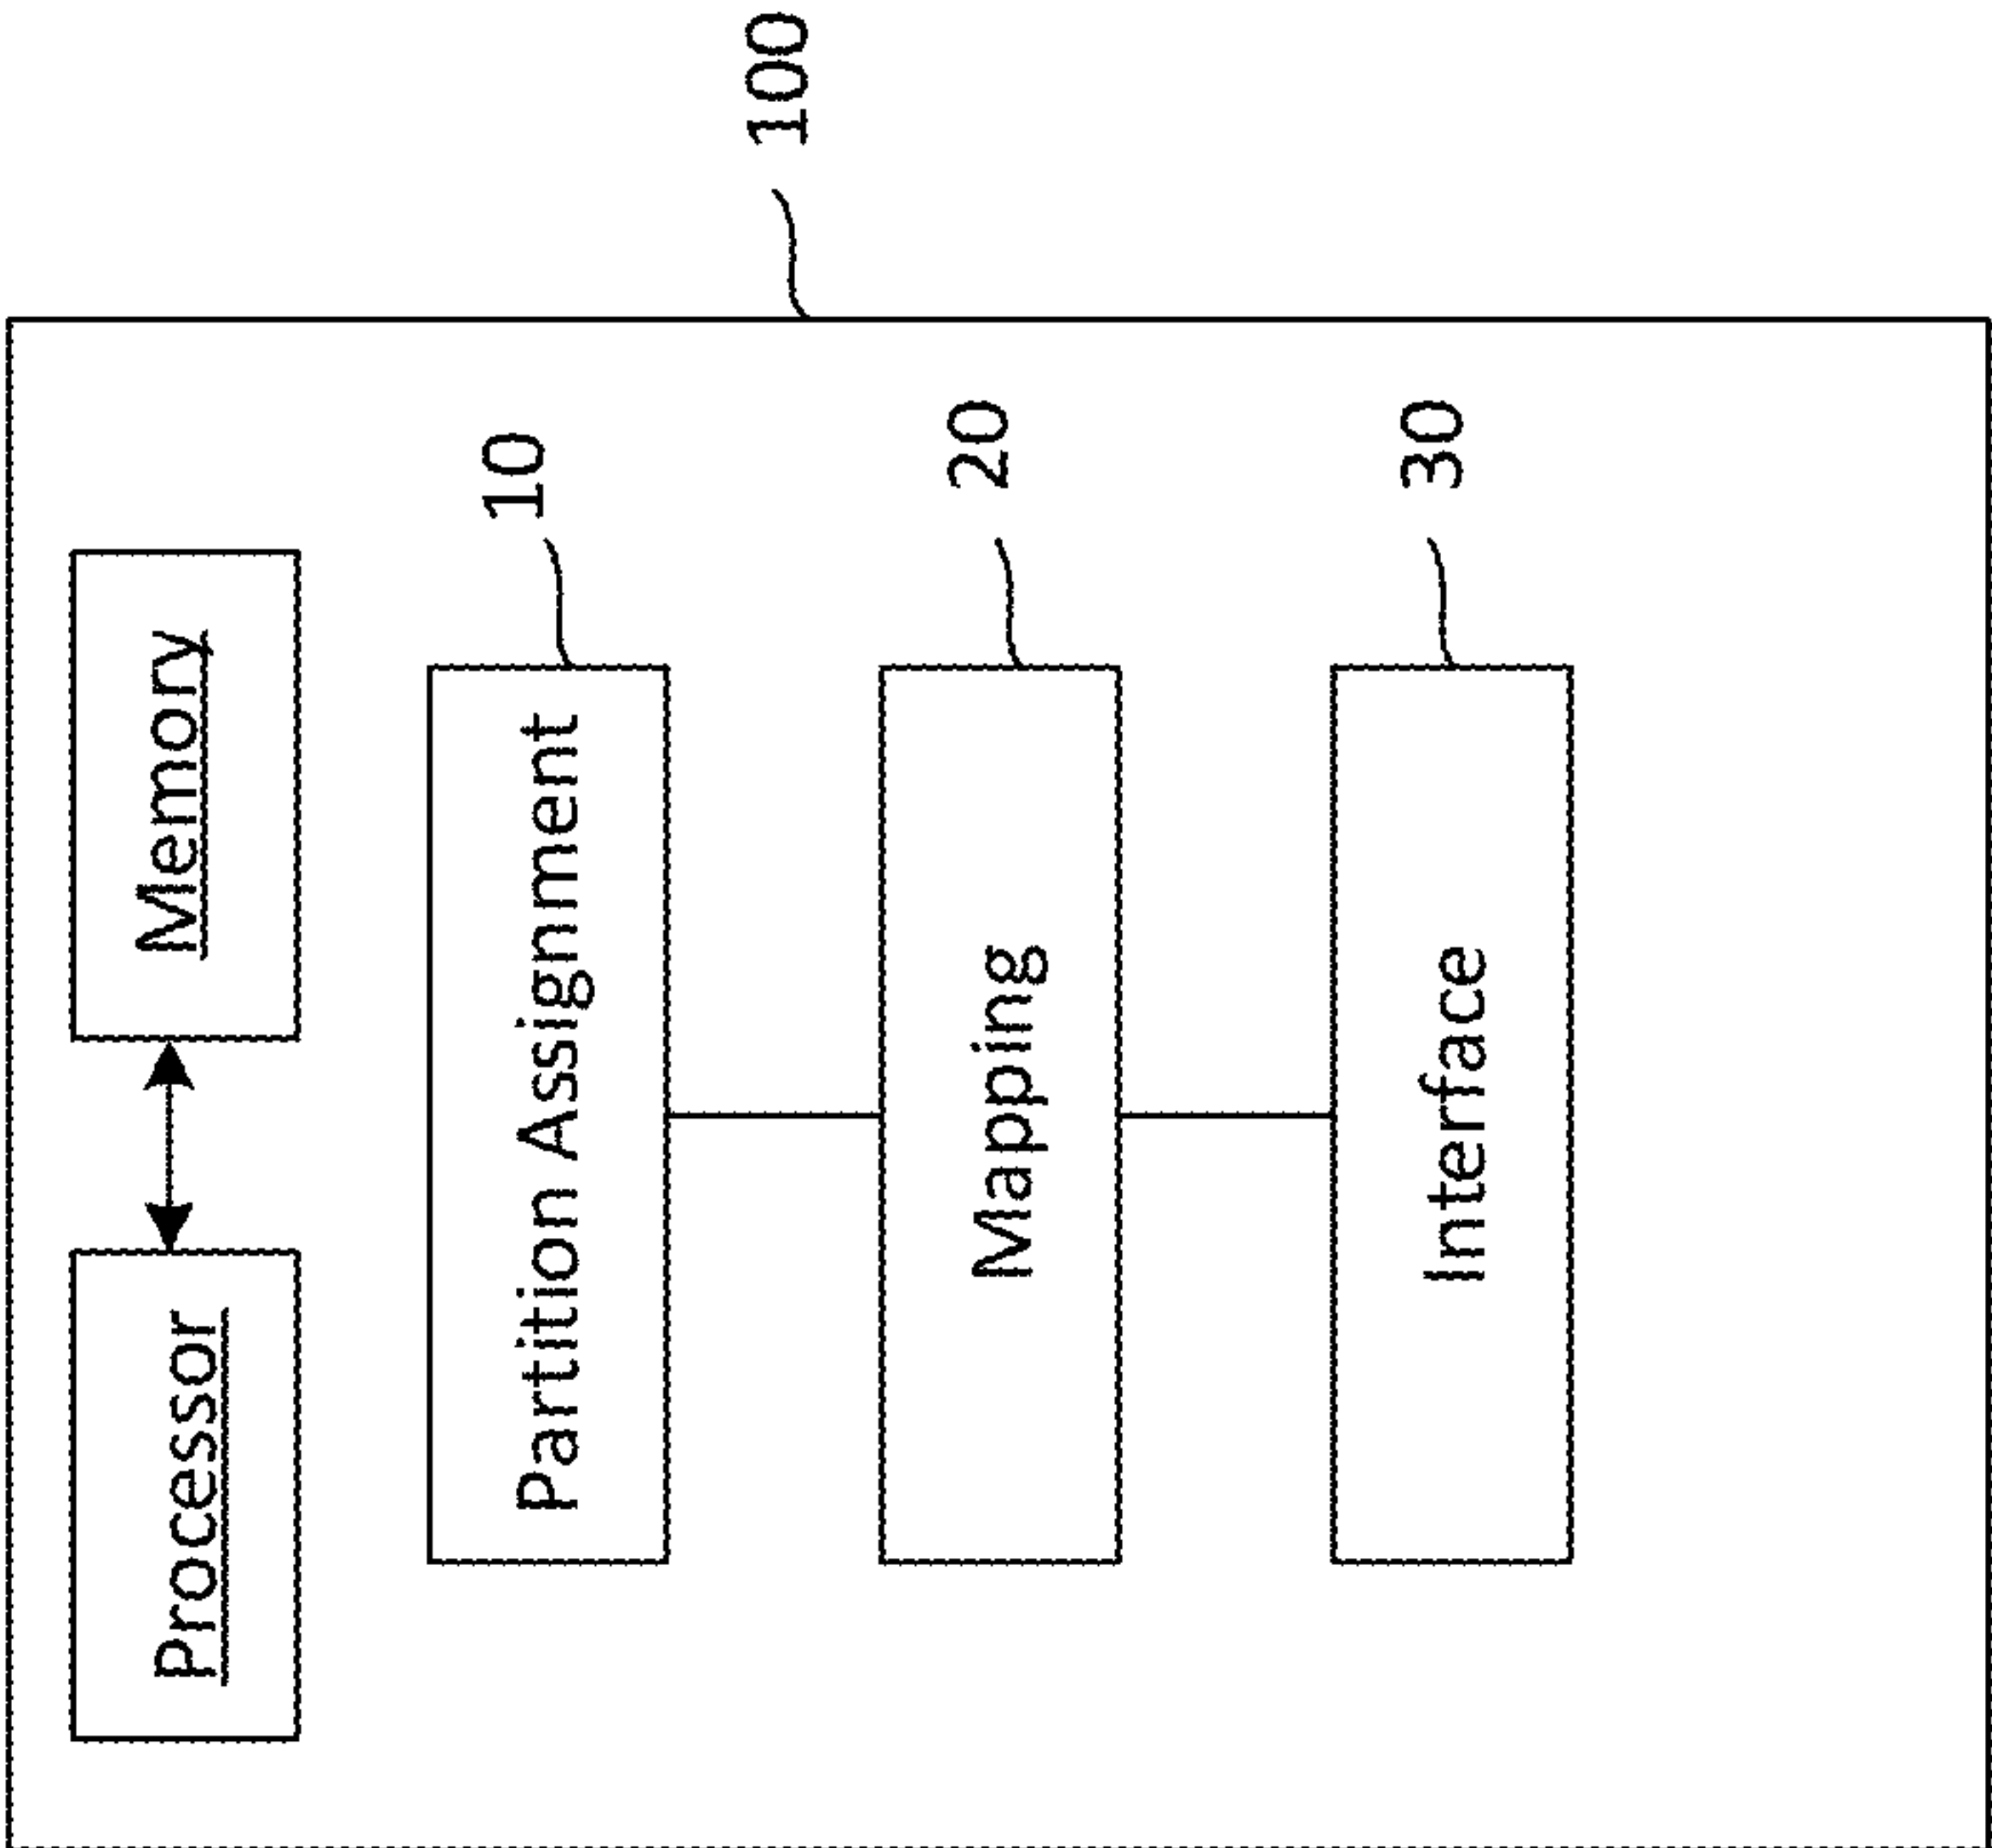 Processor
Memory
Partition Assignment
10
100
Mapping
20
Interface
30